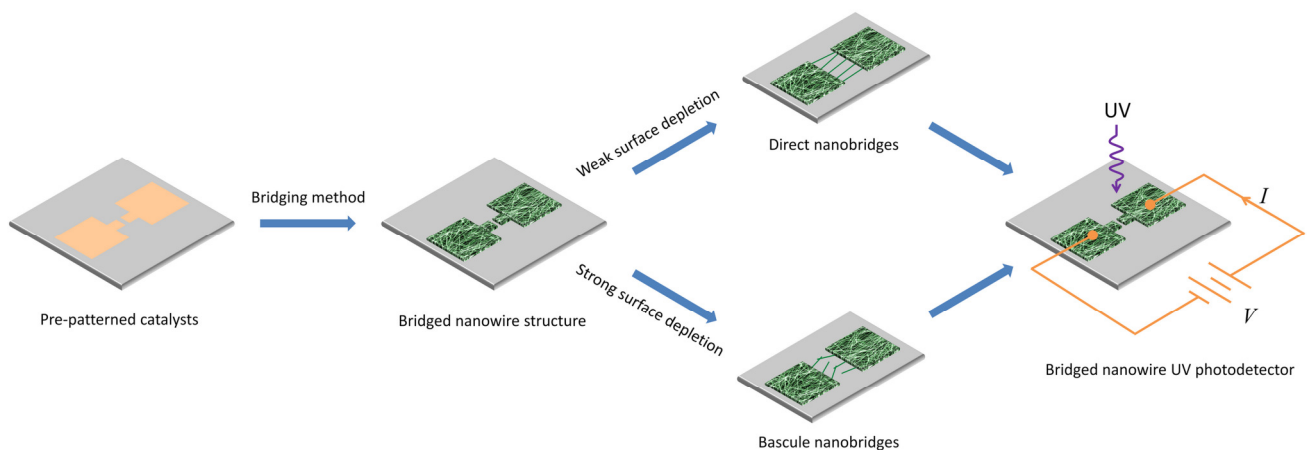 Pre-patterned catalysts
Bridging method
Bridged nanowire structure
Weak surface depletion
Strong surface depletion
Direct nanobridges
Bascule nanobridges
UV
I
V
Bridged nanowire UV photodetector